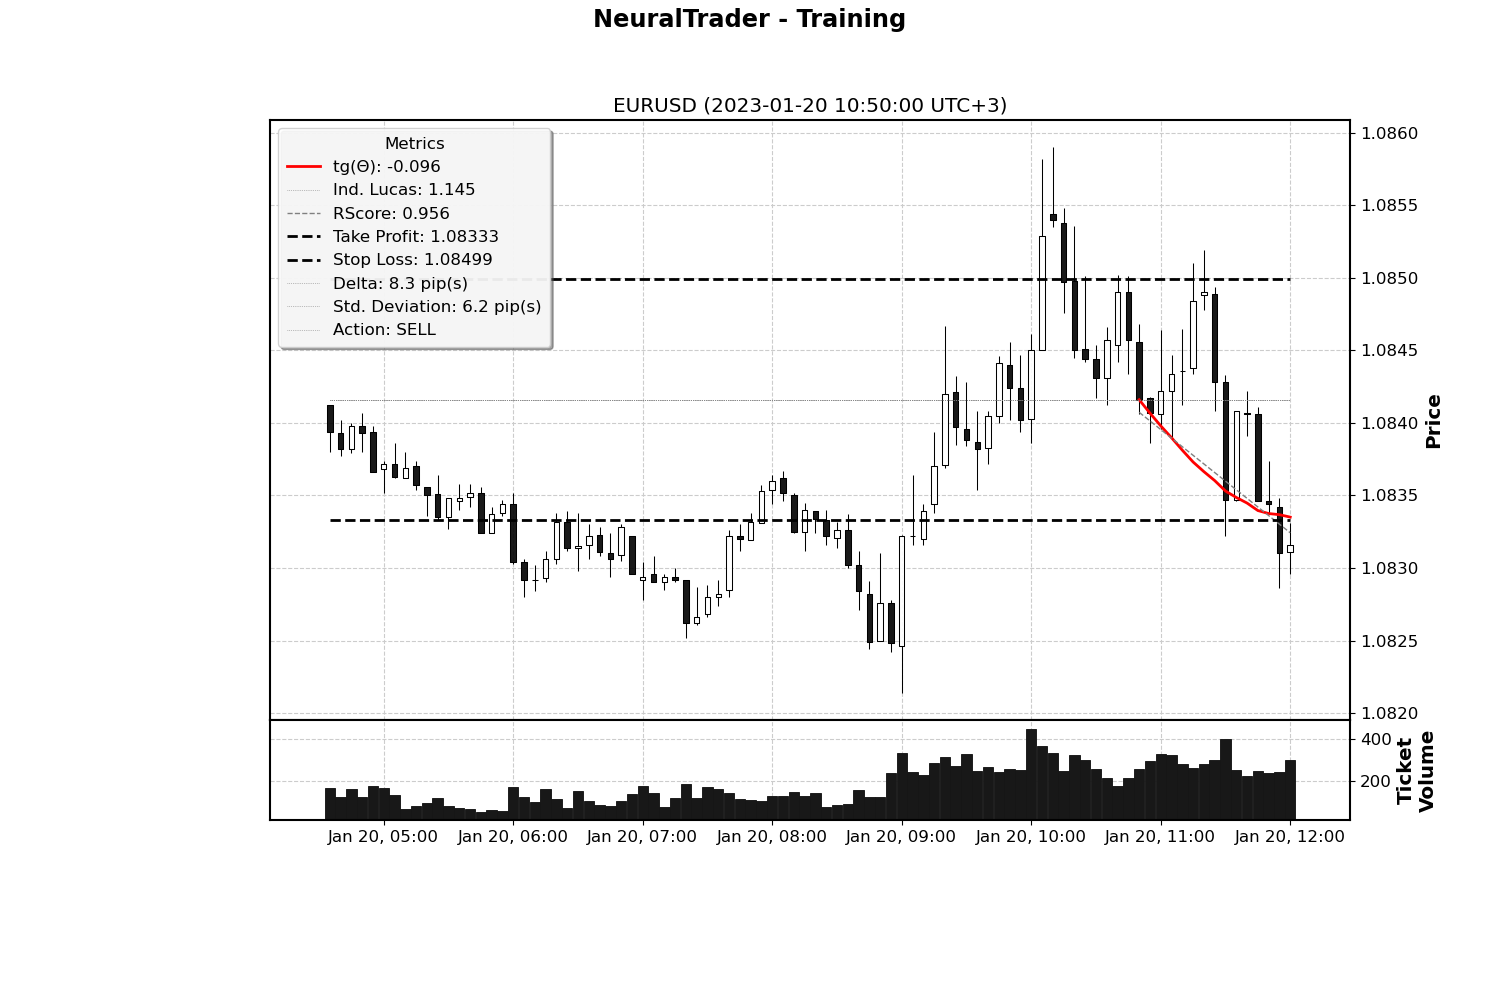 NeuralTrader - Training
EURUSD (2023-01-20 10:50:00 UTC+3)
Metrics
tg(Θ): -0.096
Ind. Lucas: 1.145
RScore: 0.956
Take Profit: 1.08333
Stop Loss: 1.08499
Delta: 8.3 pip(s)
Std. Deviation: 6.2 pip(s)
Action: SELL
1.0860
1.0855
1.0850
1.0845
1.0840
1.0835
1.0830
1.0825
1.0820
Price
400
200
Ticket
Volume
Jan 20, 05:00
Jan 20, 06:00
Jan 20, 07:00
Jan 20, 08:00
Jan 20, 09:00
Jan 20, 10:00
Jan 20, 11:00
Jan 20, 12:00